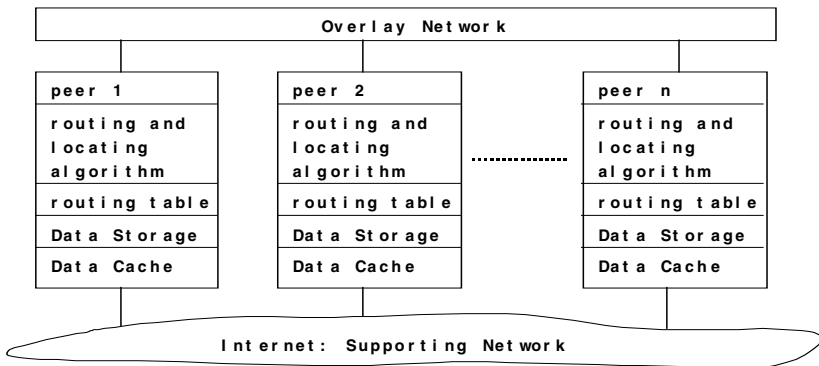 Overlay Network
peer 1
routing and
locating
algorithm
routing table
Data Storage
Data Cache
peer 2
routing and
locating
algorithm
routing table
Data Storage
Data Cache
peer n
routing and
locating
algorithm
routing table
Data Storage
Data Cache
Internet: Supporting Network